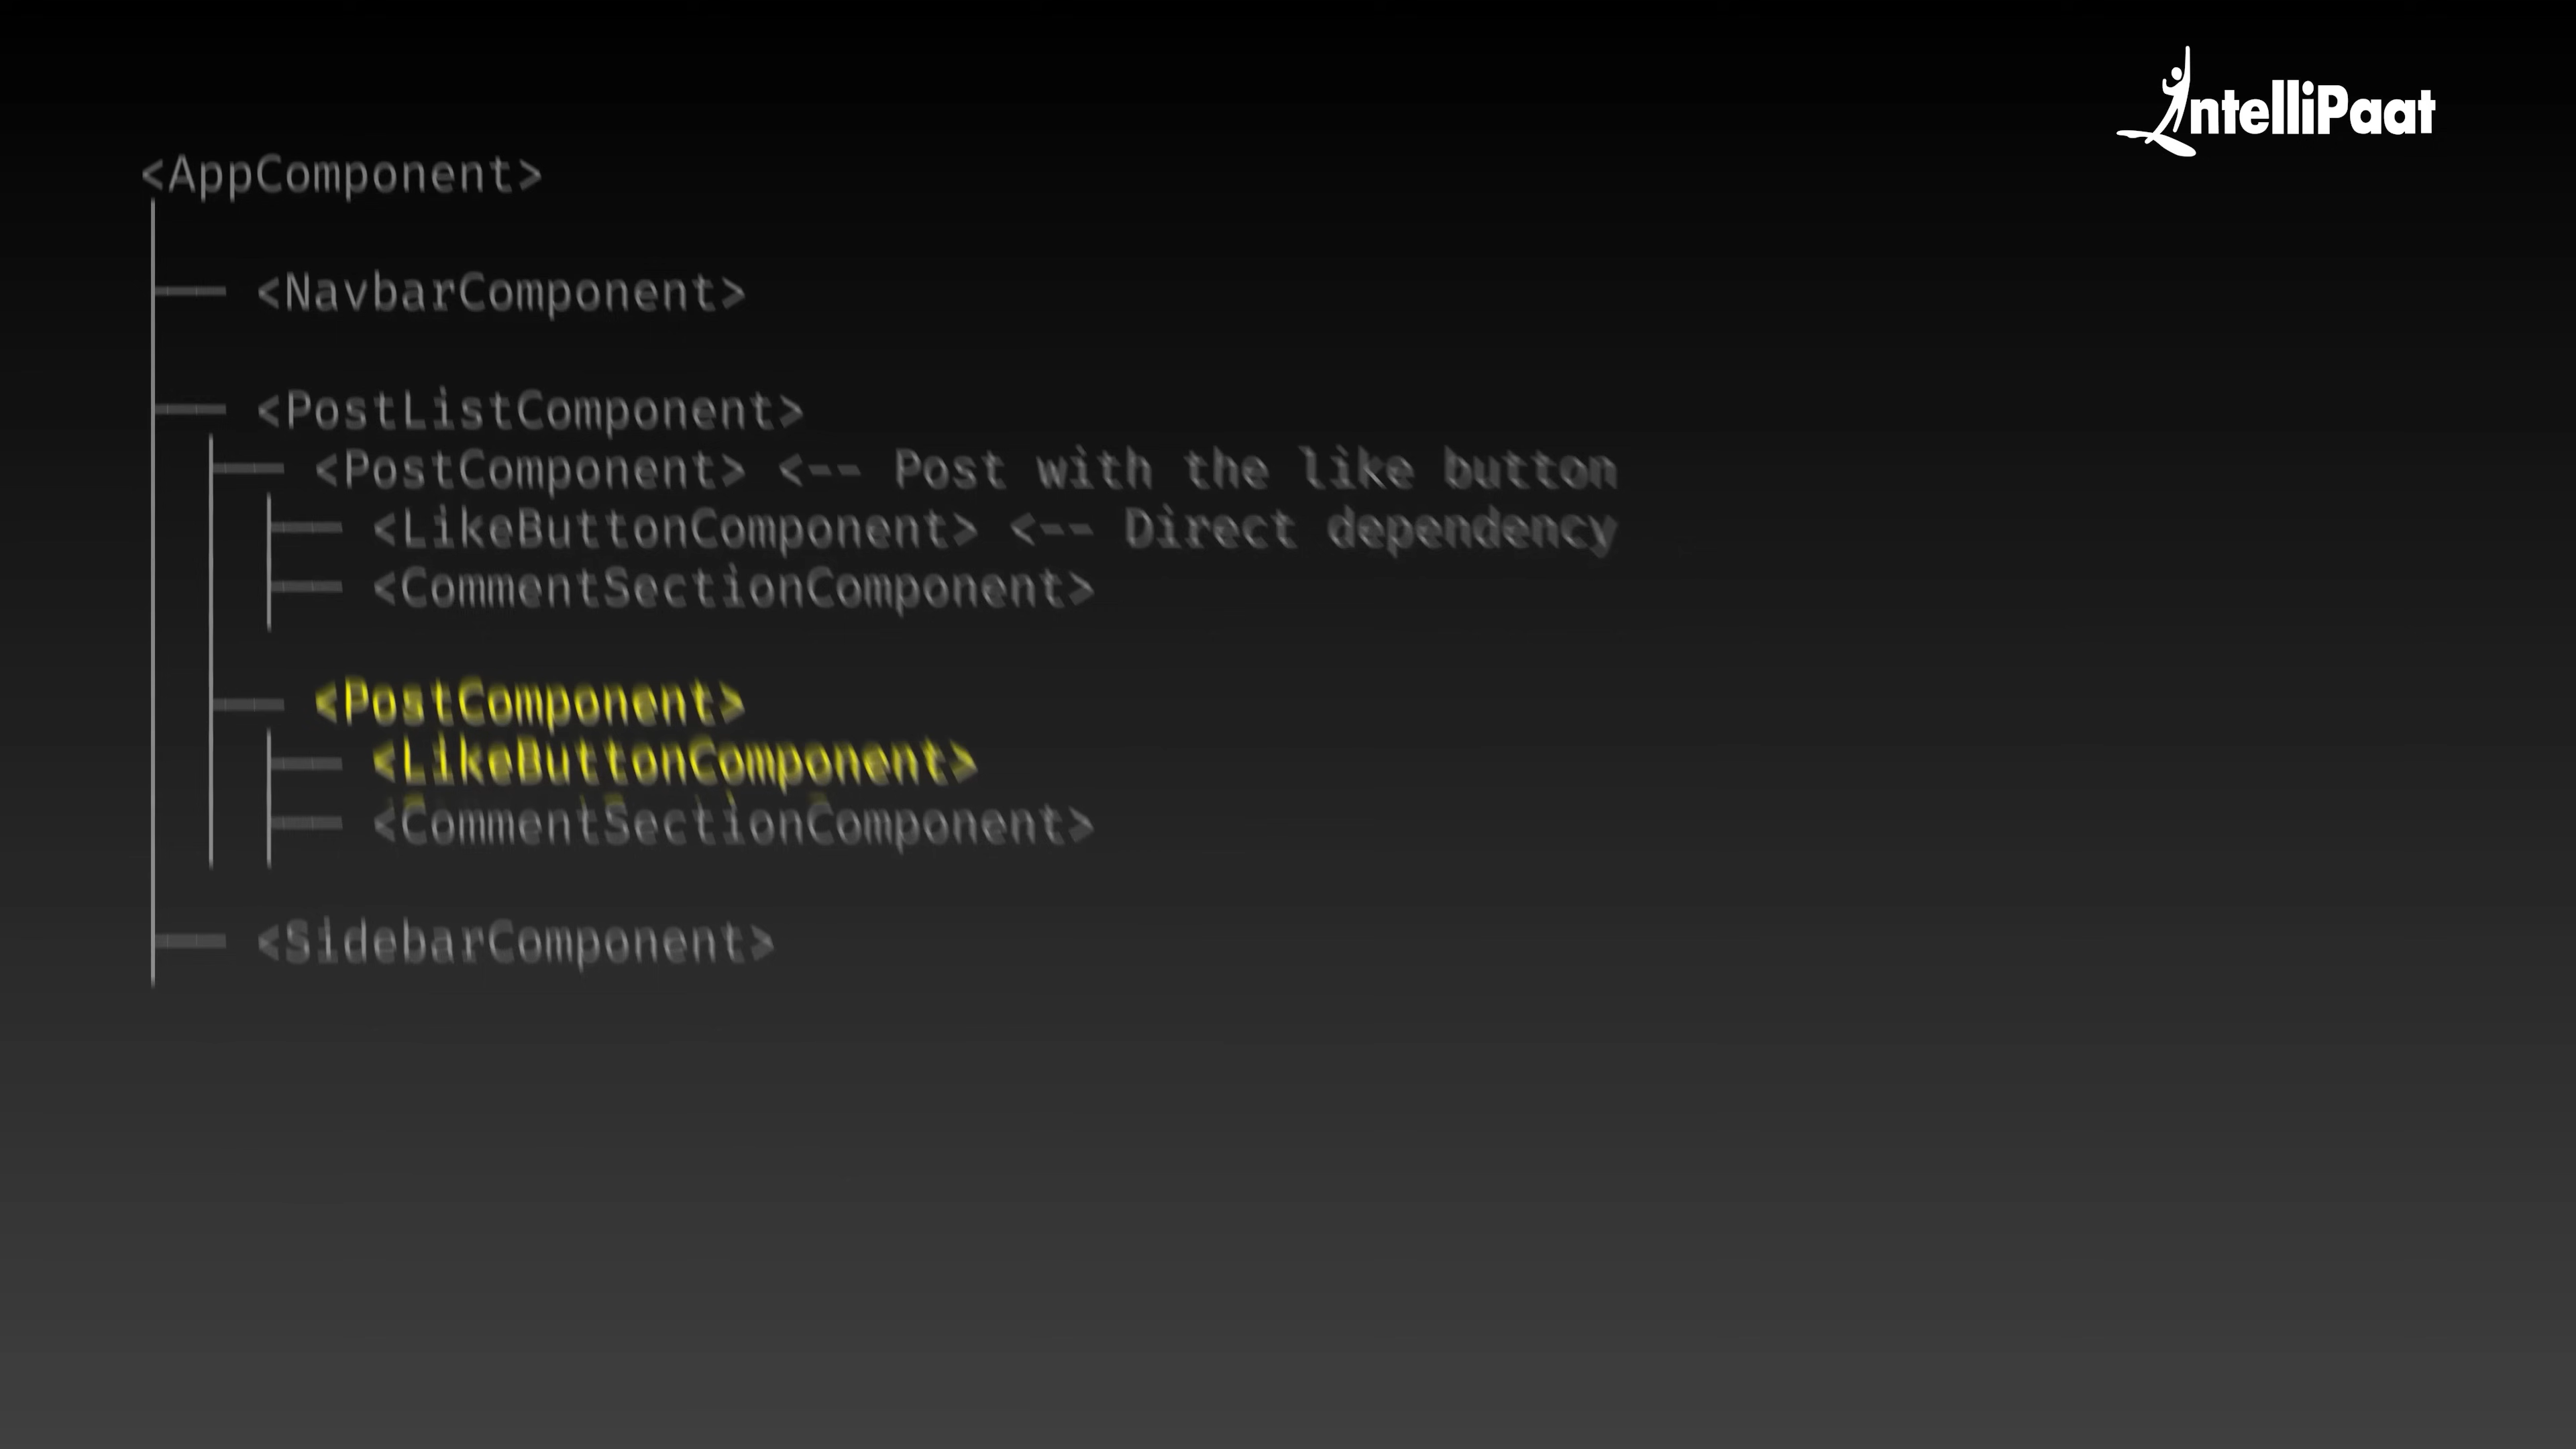 IntelliPaat
<AppComponent>
<NavbarComponent>
<PostListComponent>
<PostComponent> <-- Post with the like button
<LikeButtonComponent> <-- Direct dependency
<CommentSectionComponent>
<PostComponent>
<LikeButtonComponent>
<CommentSectionComponent>
<SidebarComponent>